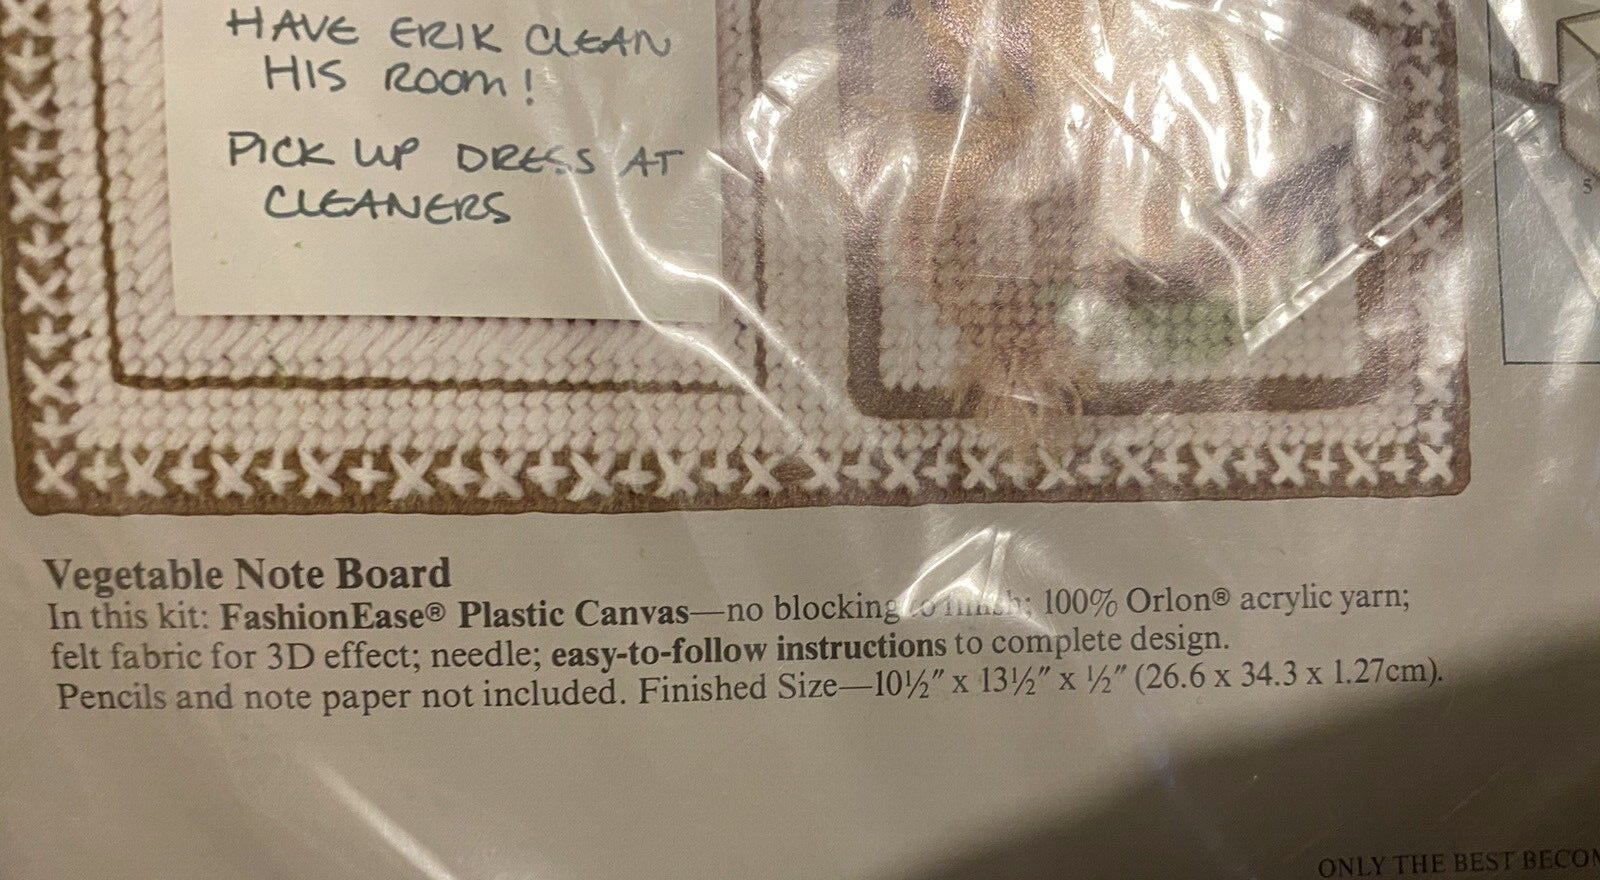 HAVE ERIK CLEAN
HIS ROOM!
PICK UP DRESS AT
CLEANERS
5"
Vegetable Note Board
In this kit: FashionEase® Plastic Canvas—no blocking to finish; 100% Orlon® acrylic yarn;
felt fabric for 3D effect; needle; easy-to-follow instructions to complete design.
Pencils and note paper not included. Finished Size—10½″ x 13½″ x ½″ (26.6 x 34.3 x 1.27cm).
ONLY THE BEST